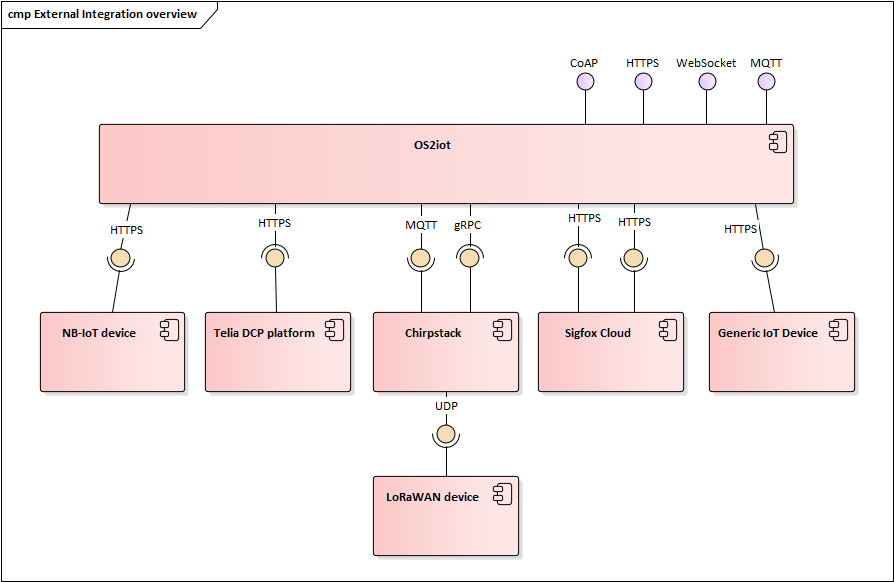 cmp External Integration overview
CoAP
HTTPS
WebSocket
MQTT
OS2iot
HTTPS
HTTPS
MQTT
gRPC
HTTPS
HTTPS
HTTPS
NB-IoT device
Telia DCP platform
Chirpstack
Sigfox Cloud
Generic IoT Device
UDP
LoRaWAN device